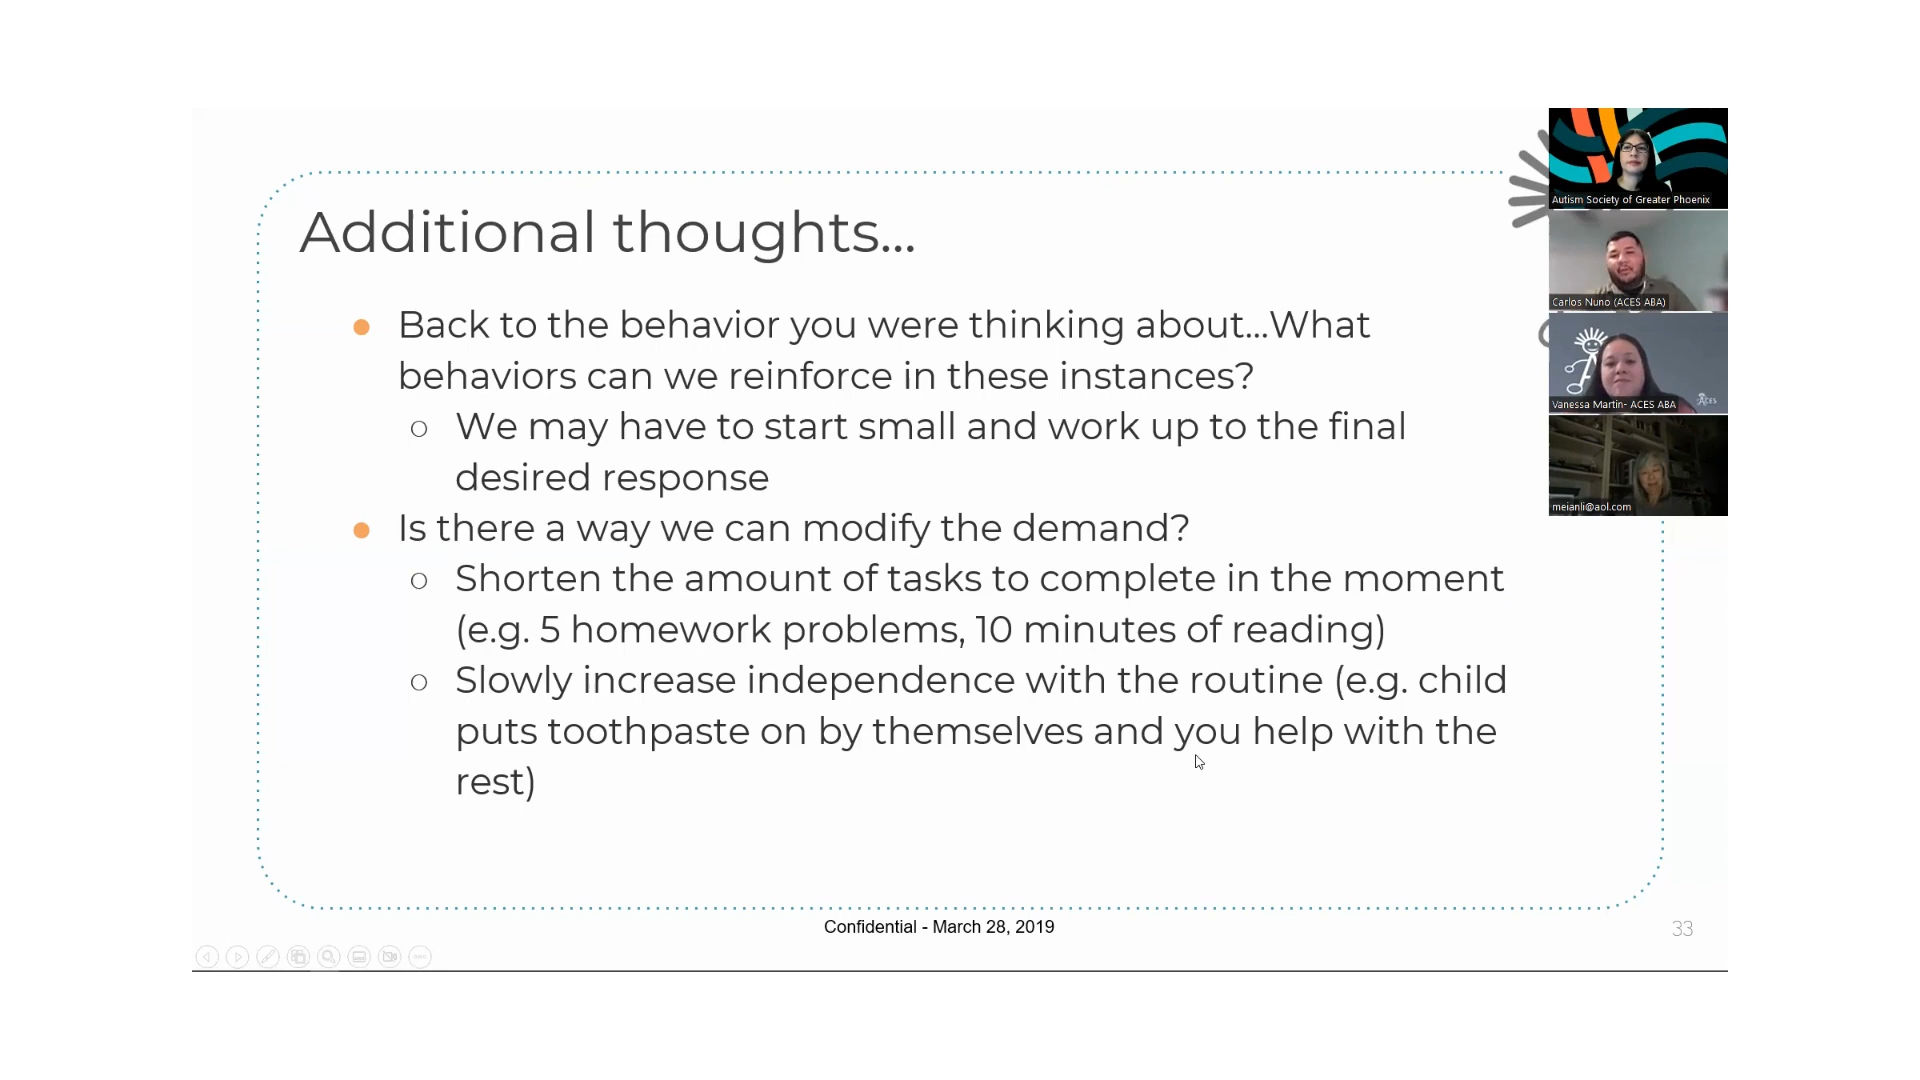 Additional thoughts...
● Back to the behavior you were thinking about...What
behaviors can we reinforce in these instances?
○ We may have to start small and work up to the final
desired response
● Is there a way we can modify the demand?
○ Shorten the amount of tasks to complete in the moment
(e.g. 5 homework problems, 10 minutes of reading)
○ Slowly increase independence with the routine (e.g. child
puts toothpaste on by themselves and you help with the
rest)
Confidential - March 28, 2019
33
Autism Society of Greater Phoenix
Carlos Nuno (ACES ABA)
Vanessa Martin- ACES ABA
ACES
meianli@aol.com